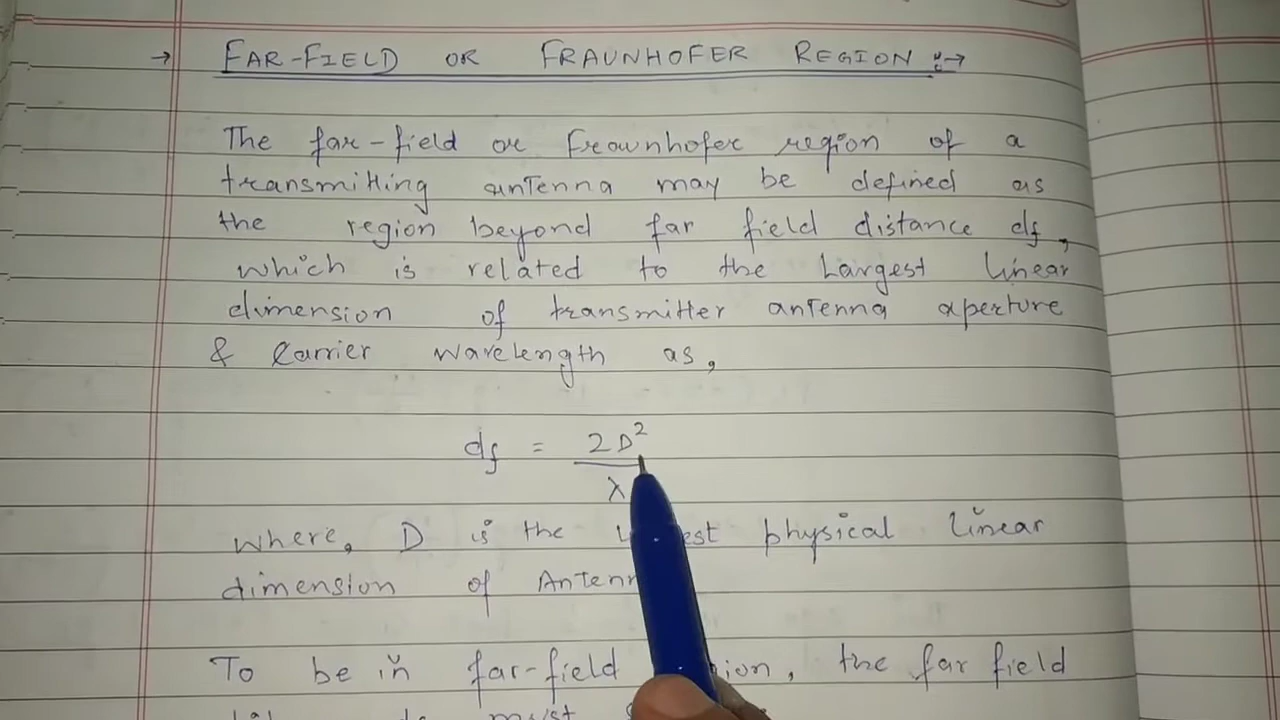 → FAR-FIELD OR FRAUNHOFER REGION :→
The far-field or Fraunhofer region of a
transmitting antenna may be defined as
the region beyond far field distance df,
which is related to the Largest linear
dimension of transmitter antenna aperture
& Carrier wavelength as,
df = 2D²
λ
where, D is the physical linear
dimension of
To be in far-field , the far field
must